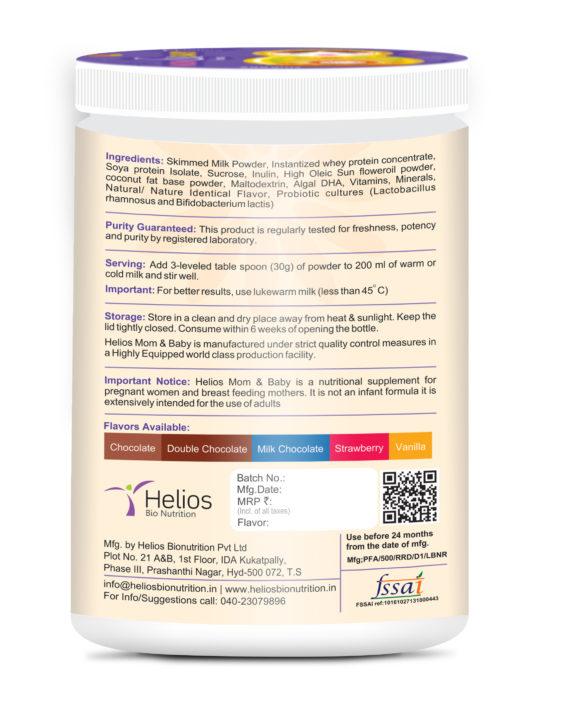 Ingredients: Skimmed Milk Powder, Instantized whey protein concentrate,
Soya protein Isolate, Sucrose, Inulin, High Oleic Sun floweroil powder,
coconut fat base powder, Maltodextrin, Algal DHA, Vitamins, Minerals,
Natural/ Nature Identical Flavor, Probiotic cultures (Lactobacillus
rhamnosus and Bifidobacterium lactis)
Purity Guaranteed: This product is regularly tested for freshness, potency
and purity by registered laboratory.
Serving: Add 3-leveled table spoon (30g) of powder to 200 ml of warm or
cold milk and stir well.
Important: For better results, use lukewarm milk (less than 45° C)
Storage: Store in a clean and dry place away from heat & sunlight. Keep the
lid tightly closed. Consume within 6 weeks of opening the bottle.
Helios Mom & Baby is manufactured under strict quality control measures in
a Highly Equipped world class production facility.
Important Notice: Helios Mom & Baby is a nutritional supplement for
pregnant women and breast feeding mothers. It is not an infant formula it is
extensively intended for the use of adults
Flavors Available:
Chocolate Double Chocolate Milk Chocolate Strawberry Vanilla
Helios
Bio Nutrition
Batch No.:
Mfg.Date:
MRP ₹:
(Incl. of all taxes)
Flavor:
Mfg. by Helios Bionutrition Pvt Ltd
Plot No. 21 A&B, 1st Floor, IDA Kukatpally,
Phase III, Prashanthi Nagar, Hyd-500 072, T.S
info@heliosbionutrition.in | www.heliosbionutrition.in
For Info/Suggestions call: 040-23079896
Use before 24 months
from the date of mfg.
Mfg;PFA/500/RRD/D1/LBNR
fssai
FSSAI ref:10161027131800443